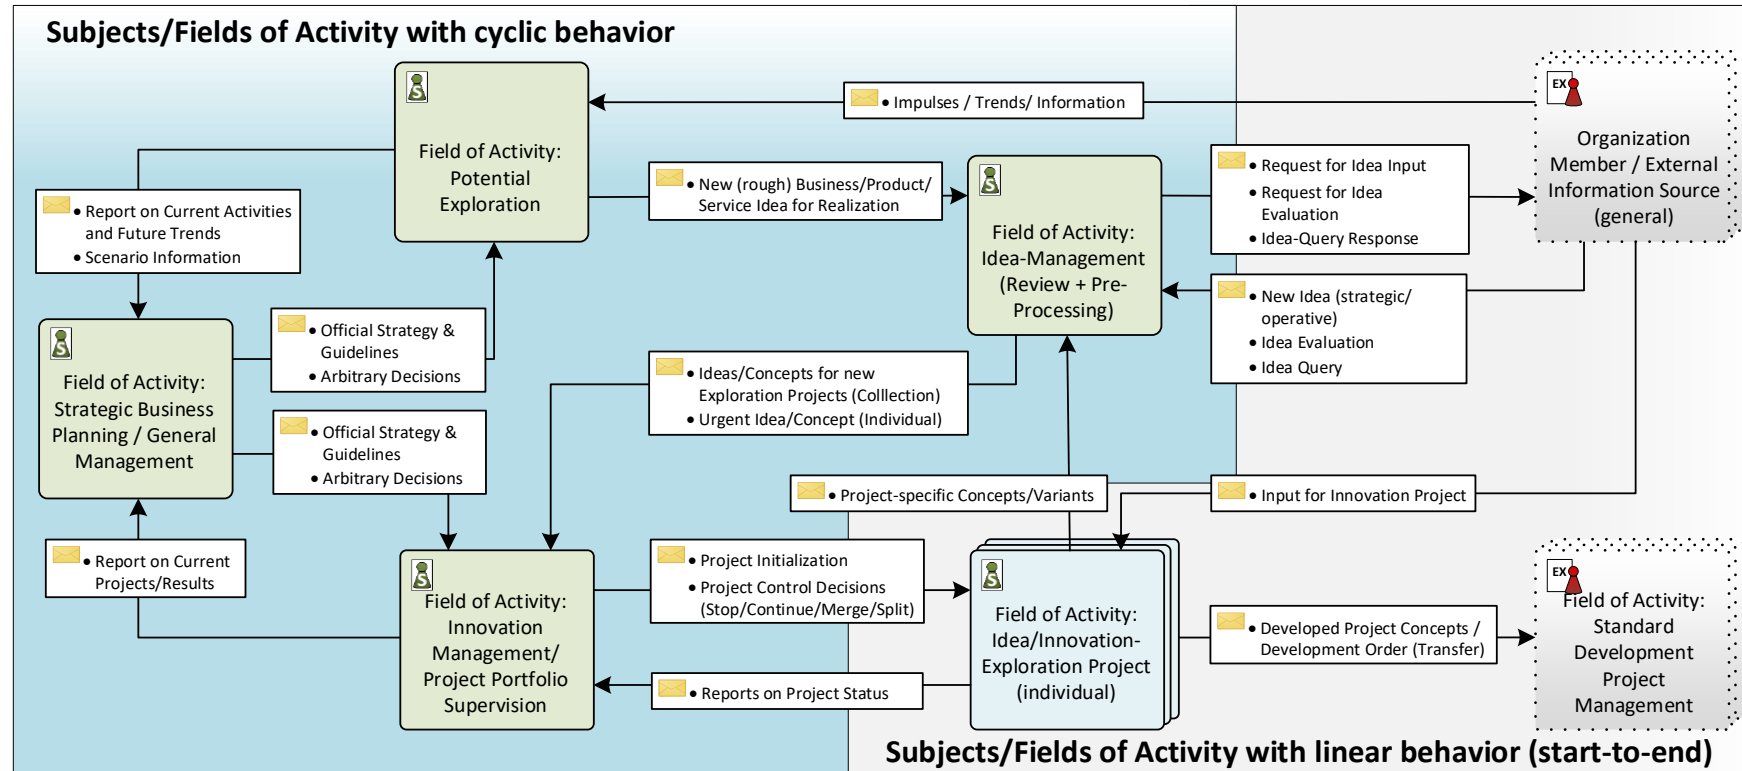 Subjects/Fields of Activity with cyclic behavior
S
Field of Activity:
Potential
Exploration
• Impulses / Trends/ Information
EX
Organization
Member / External
Information Source
(general)
• Report on Current Activities
and Future Trends
• Scenario Information
• New (rough) Business/Product/
Service Idea for Realization
S
Field of Activity:
Idea-Management
(Review + Pre-
Processing)
• Request for Idea Input
• Request for Idea
Evaluation
• Idea-Query Response
• New Idea (strategic/
operative)
• Idea Evaluation
• Idea Query
S
Field of Activity:
Strategic Business
Planning / General
Management
• Official Strategy &
Guidelines
• Arbitrary Decisions
• Official Strategy &
Guidelines
• Arbitrary Decisions
• Ideas/Concepts for new
Exploration Projects (Colllection)
• Urgent Idea/Concept (Individual)
• Project-specific Concepts/Variants
• Input for Innovation Project
• Report on Current
Projects/Results
S
Field of Activity:
Innovation
Management/
Project Portfolio
Supervision
• Project Initialization
• Project Control Decisions
(Stop/Continue/Merge/Split)
• Reports on Project Status
S
Field of Activity:
Idea/Innovation-
Exploration Project
(individual)
• Developed Project Concepts /
Development Order (Transfer)
EX
Field of Activity:
Standard
Development
Project
Management
Subjects/Fields of Activity with linear behavior (start-to-end)